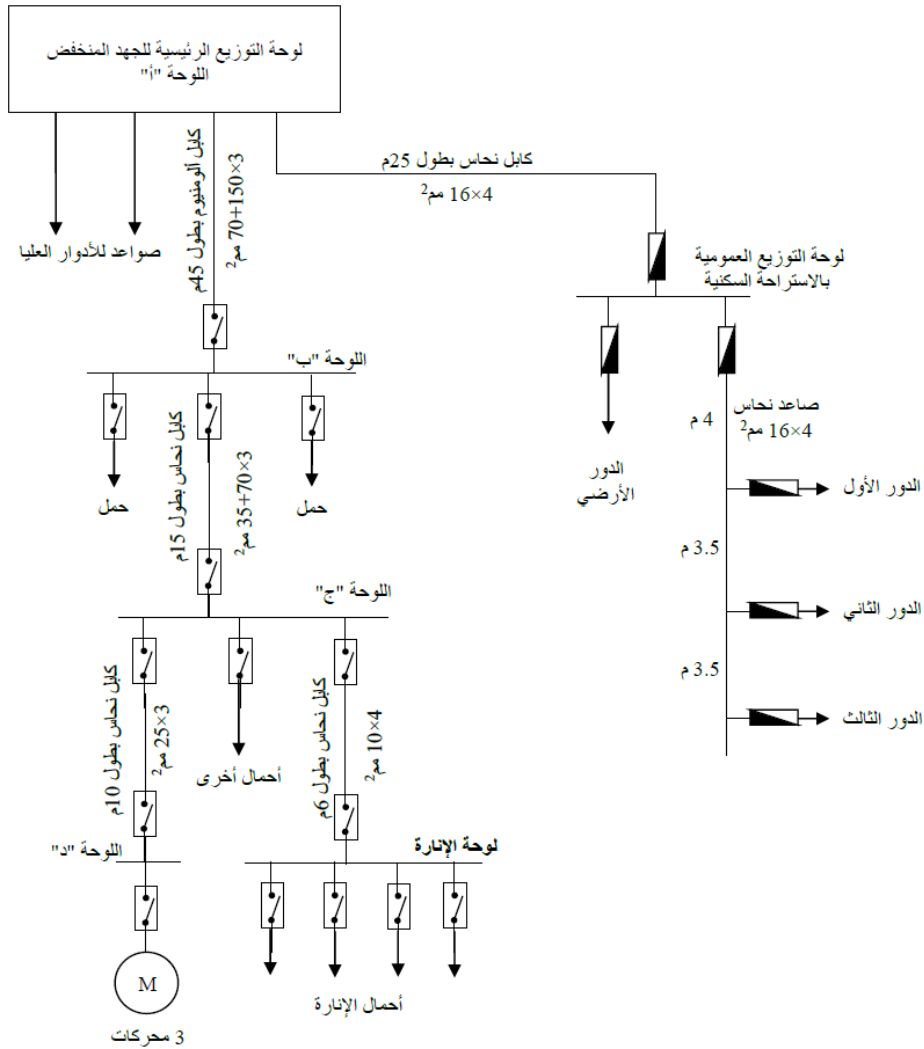 لوحة التوزيع الرئيسية للجهد المنخفض
اللوحة "أ"
كابل نحاس بطول 25م
4×16 مم²
كابل ألومنيوم بطول 45م
3×150+70 مم²
صواعد للأدوار العليا
لوحة التوزيع العمومية
بالاستراحة السكنية
اللوحة "ب"
صاعد نحاس
4×16 مم²
4 م
حمل
كابل نحاس بطول 15م
3×70+35 مم²
حمل
الدور
الأرضي
الدور الأول
3.5 م
اللوحة "ج"
الدور الثاني
3.5 م
كابل نحاس بطول 10م
3×25 مم²
أحمال أخرى
كابل نحاس بطول 6م
4×10 مم²
الدور الثالث
اللوحة "د"
لوحة الإنارة
M
أحمال الإنارة
3 محركات